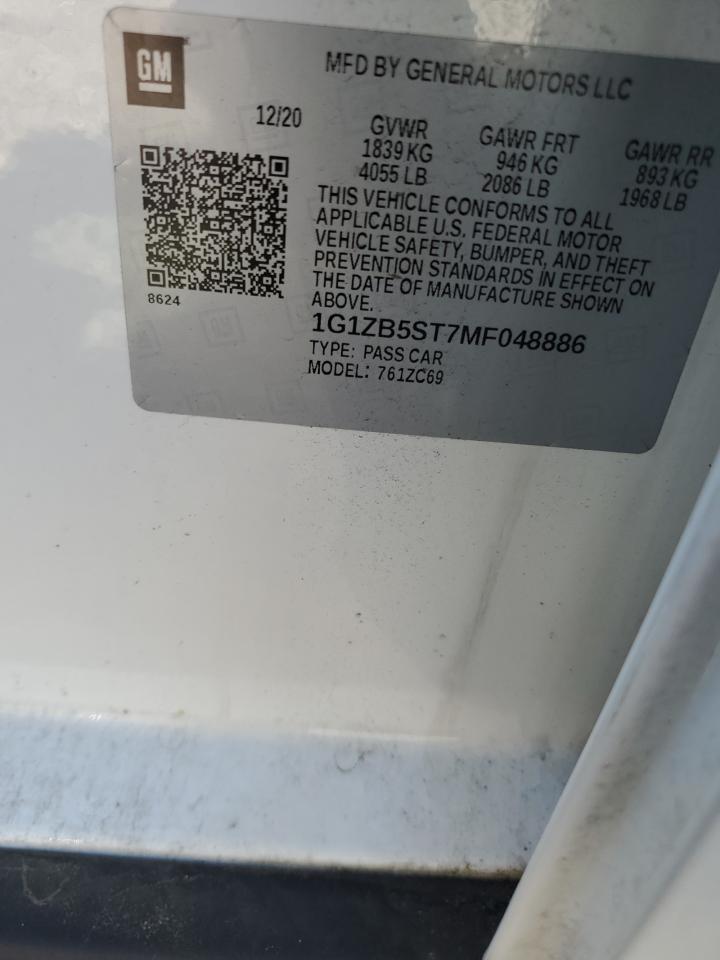 GM
MFD BY GENERAL MOTORS LLC
12/20
GVWR GAWR FRT GAWR RR
1839 KG 946 KG 893 KG
4055 LB 2086 LB 1968 LB
THIS VEHICLE CONFORMS TO ALL
APPLICABLE U.S. FEDERAL MOTOR
VEHICLE SAFETY, BUMPER, AND THEFT
PREVENTION STANDARDS IN EFFECT ON
THE DATE OF MANUFACTURE SHOWN
ABOVE.
8624
1G1ZB5ST7MF048886
TYPE: PASS CAR
MODEL: 761ZC69